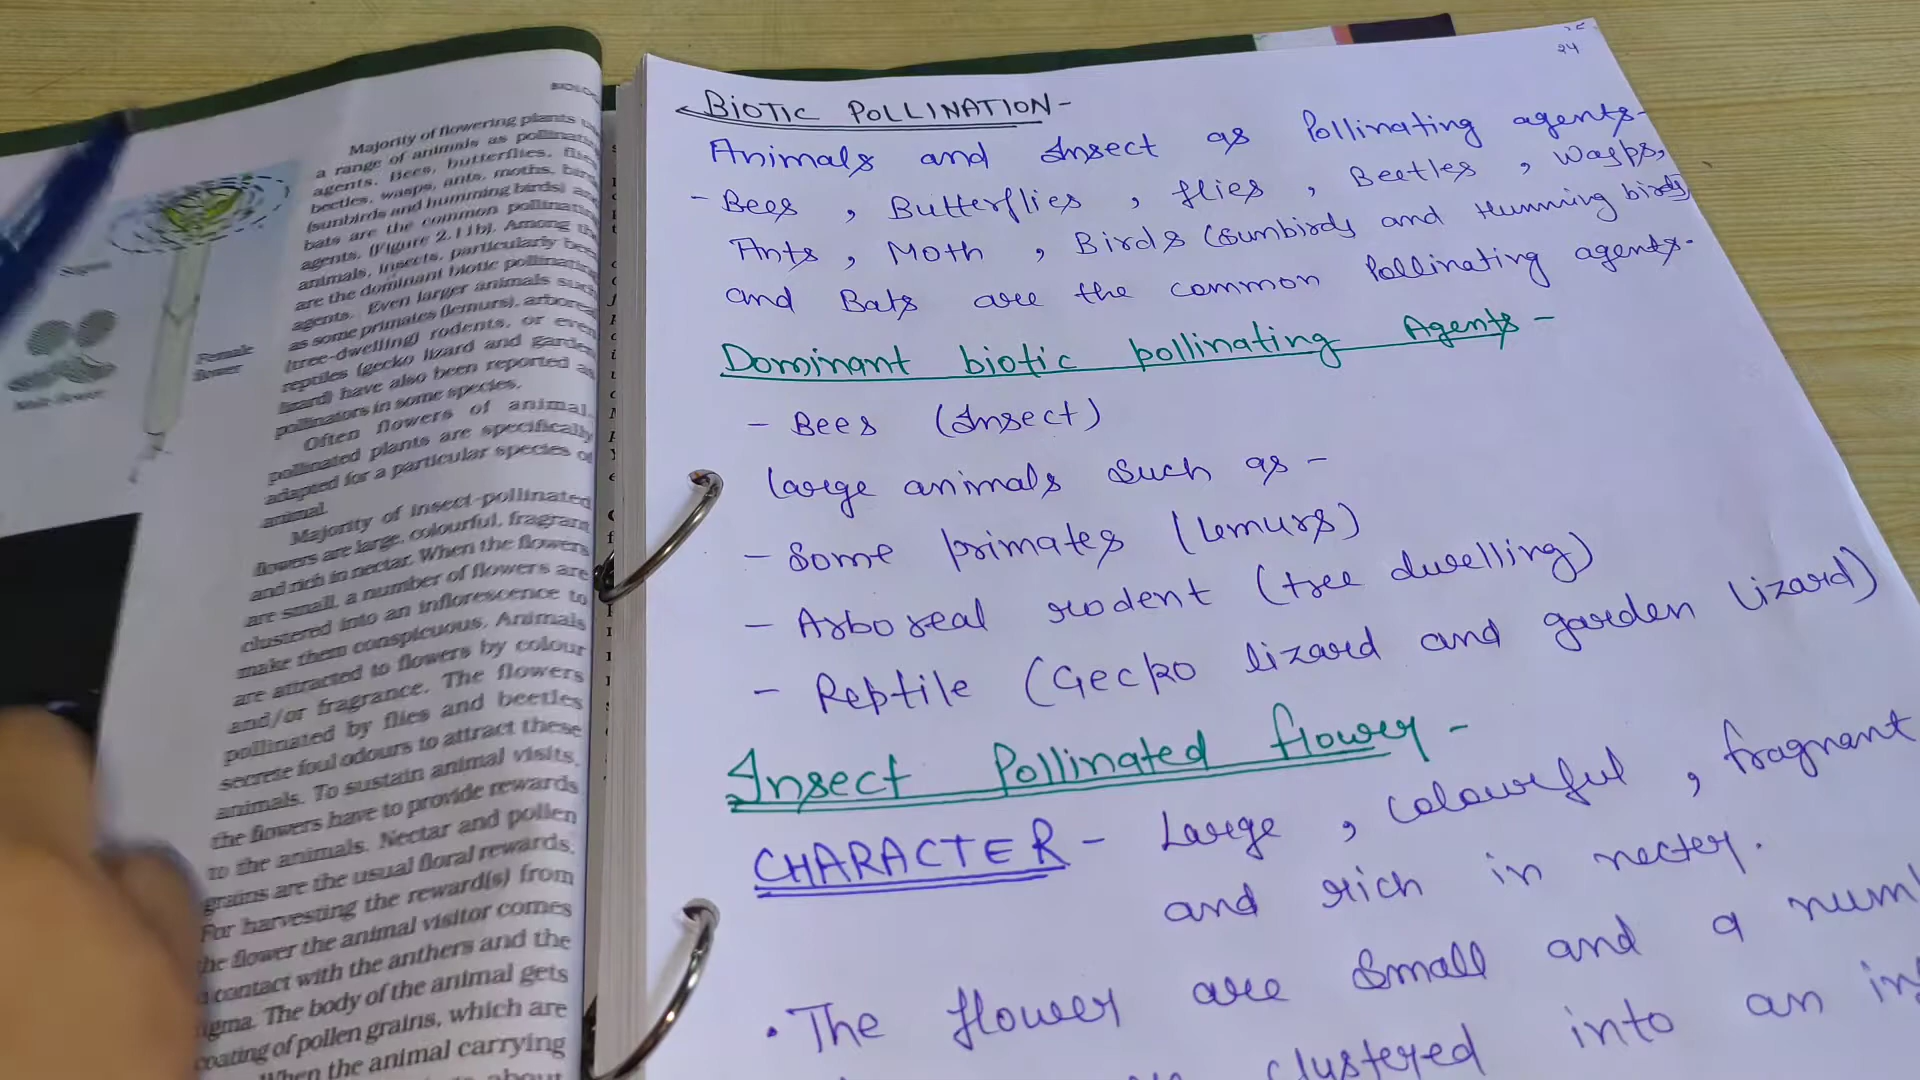 Majority of flowering plants
a range of animals as
agents. Bees, butterflies,
beetles, wasps, ants, moths,
(sunbirds and humming birds)
bats are the common
agents, (Figure 2.11b). Among
animals, insects, particularly
are the dominant biotic
agents. Even larger animals such
as some primates (lemurs), arboreal
(tree-dwelling) rodents, or even
reptiles (gecko lizard and garden
lizard) have also been reported as
pollinators in some species.
Often flowers of animal
pollinated plants are specifically
adapted for a particular species of
animal.
Majority of insect-pollinated
flowers are large, colourful, fragrant
and rich in nectar. When the flowers
are small, a number of flowers are
clustered into an inflorescence to
make them conspicuous. Animals
are attracted to flowers by colour
and/or fragrance. The flowers
pollinated by flies and beetles
secrete foul odours to attract these
animals. To sustain animal visits,
the flowers have to provide rewards
to the animals. Nectar and pollen
grains are the usual floral rewards.
For harvesting the reward(s) from
the flower the animal visitor comes
contact with the anthers and the
The body of the animal gets
coating of pollen grains, which are
When the animal carrying
Female
flower
24
BIOTIC POLLINATION-
Animals and Insect as Pollinating agents-
- Bees , Butterflies , flies , Beetles , Wasps,
Ants , Moth , Birds (Sunbirds and Humming birds)
and Bats are the common Pollinating agents.
Dominant biotic pollinating Agents -
- Bees (Insect)
large animals such as -
- Some primates (lemurs)
- Arboreal rodent (tree dwelling)
- Reptile (Gecko lizard and garden lizard)
Insect Pollinated flower -
CHARACTER - Large , colourful , fragnant
and rich in nectey.
• The flower are Small and a num
clustered into an